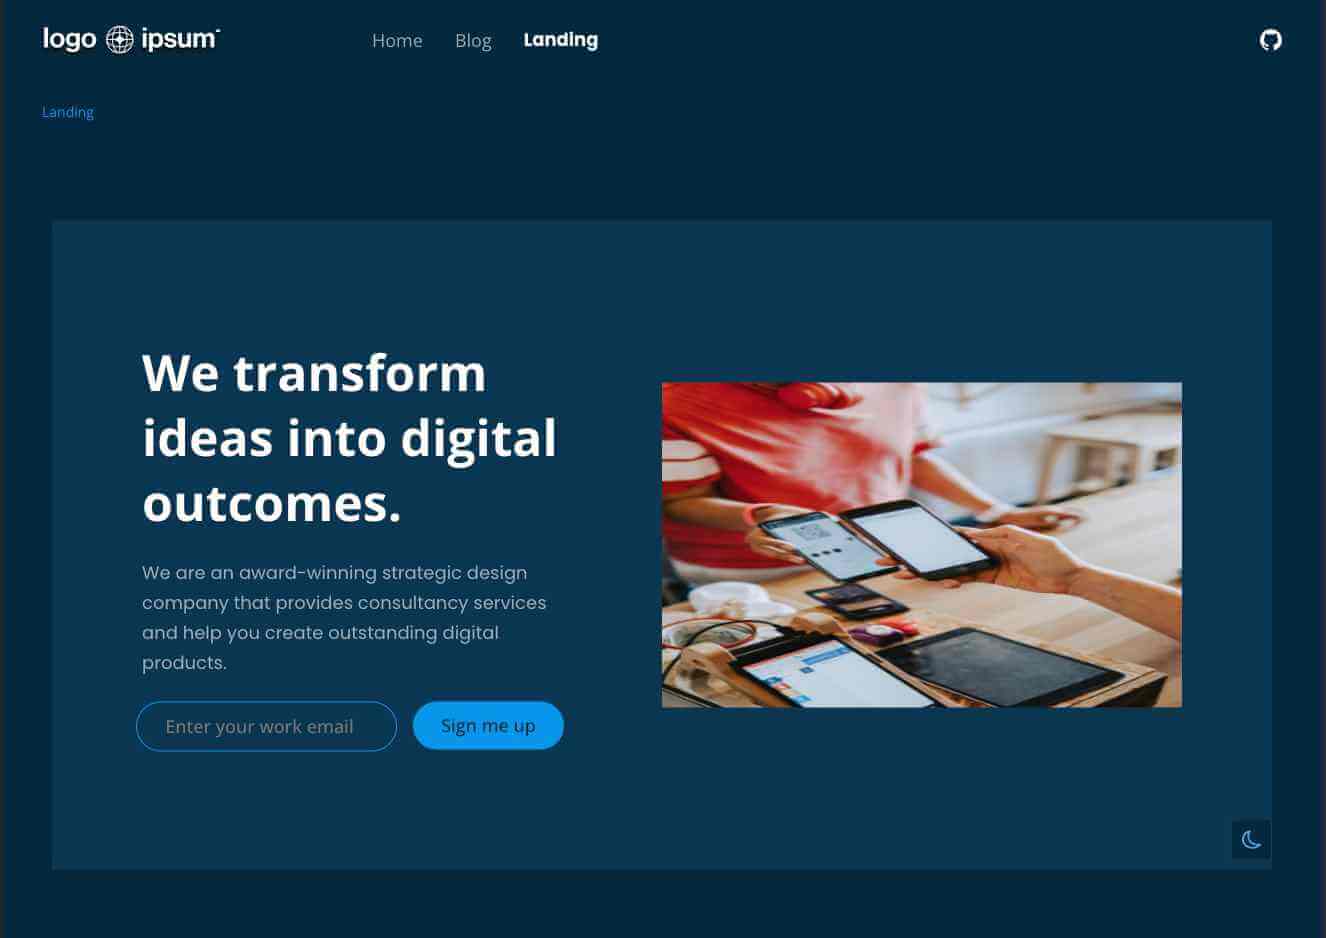 logo ipsum
Home Blog Landing
Landing
We transform
ideas into digital
outcomes.
We are an award-winning strategic design
company that provides consultancy services
and help you create outstanding digital
products.
Enter your work email Sign me up